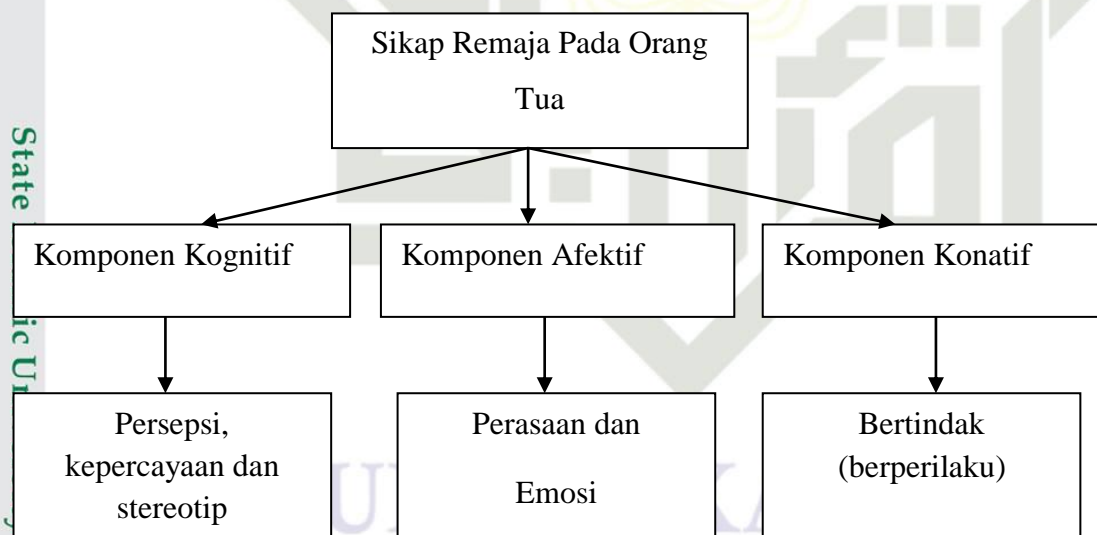 Sikap Remaja Pada Orang
Tua
Komponen Kognitif
Komponen Afektif
Komponen Konatif
Persepsi,
kepercayaan dan
stereotip
Perasaan dan
Emosi
Bertindak
(berperilaku)
State
ic Un